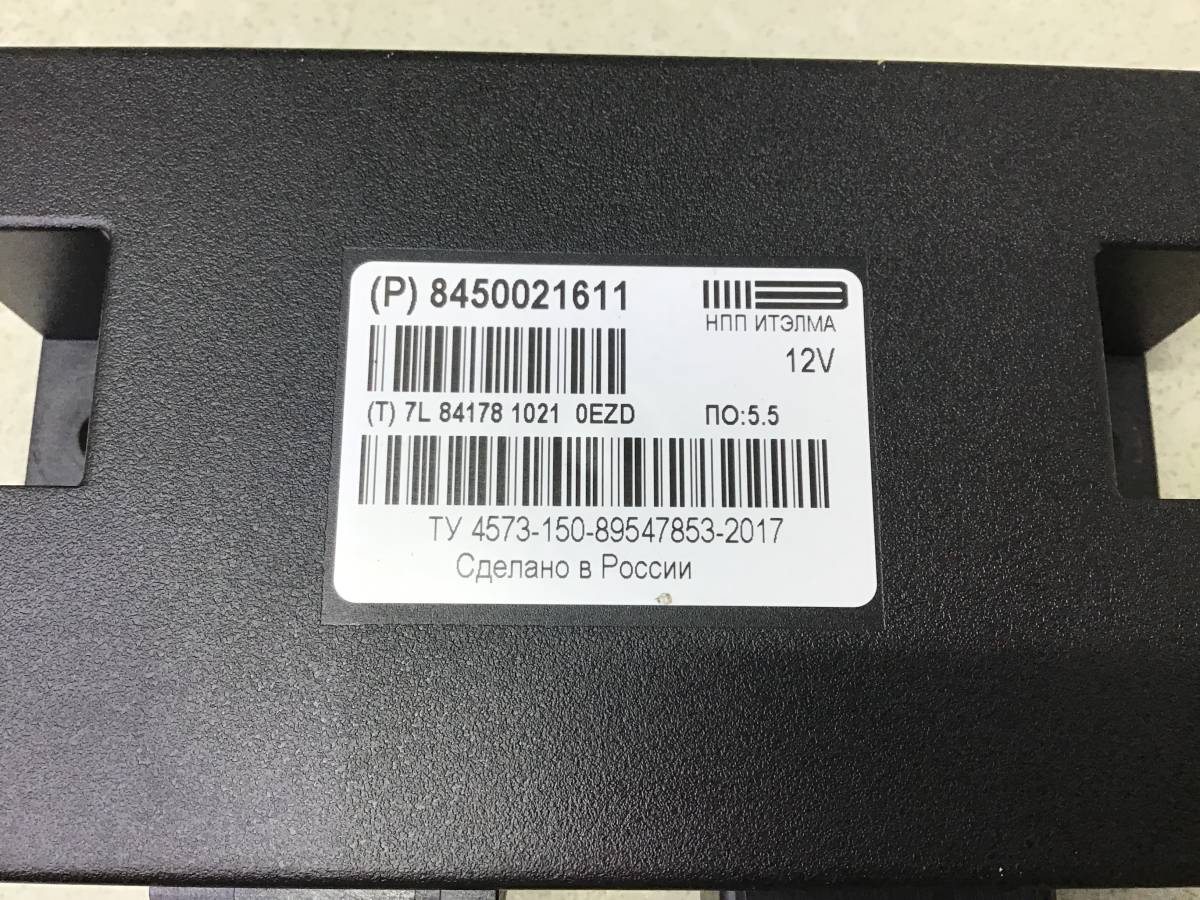 (P) 8450021611
НПП ИТЭЛМА
12V
(T) 7L 84178 1021 0EZD ПО:5.5
ТУ 4573-150-89547853-2017
Сделано в России